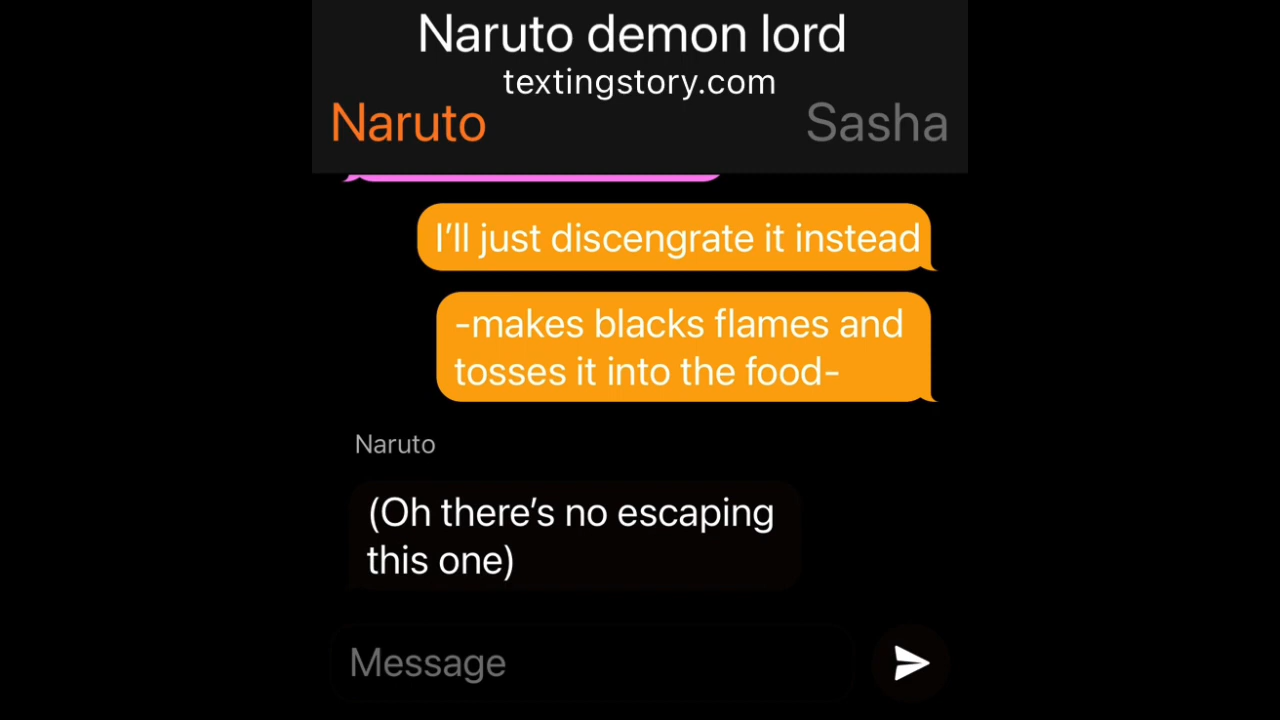 Naruto demon lord
textingstory.com
Naruto
Sasha
I’ll just discengrate it instead
-makes blacks flames and
tosses it into the food-
Naruto
(Oh there’s no escaping
this one)
Message